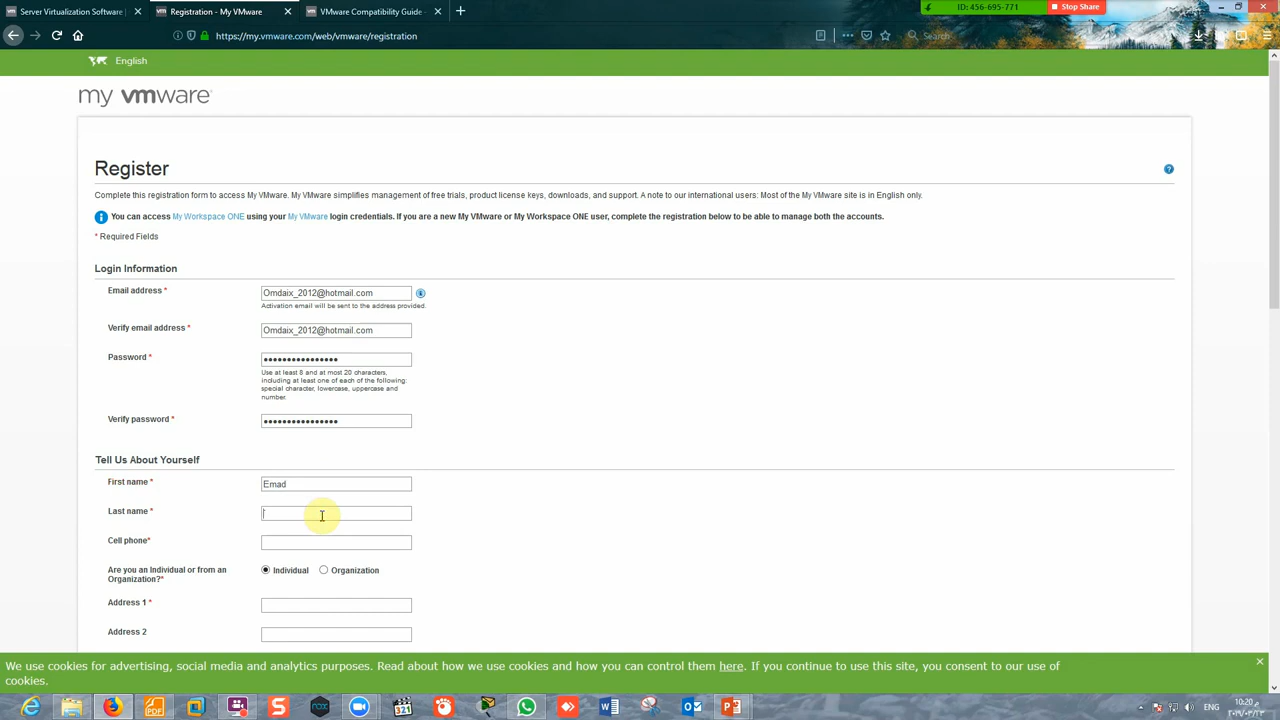 Server Virtualization Software |
Registration - My VMware
VMware Compatibility Guide -
ID: 456-695-771
Stop Share
https://my.vmware.com/web/vmware/registration
Search
English
my vmware
Register
Complete this registration form to access My VMware. My VMware simplifies management of free trials, product license keys, downloads, and support. A note to our international users: Most of the My VMware site is in English only.
You can access My Workspace ONE using your My VMware login credentials. If you are a new My VMware or My Workspace ONE user, complete the registration below to be able to manage both the accounts.
* Required Fields
Login Information
Email address *
Omdaix_2012@hotmail.com
Activation email will be sent to the address provided.
Verify email address *
Omdaix_2012@hotmail.com
Password *
••••••••••••••••
Use at least 8 and at most 20 characters,
including at least one of each of the following:
special character, lowercase, uppercase and
number.
Verify password *
••••••••••••••••
Tell Us About Yourself
First name *
Emad
Last name *
Cell phone*
Are you an Individual or from an
Organization?*
Individual
Organization
Address 1 *
Address 2
We use cookies for advertising, social media and analytics purposes. Read about how we use cookies and how you can control them here. If you continue to use this site, you consent to our use of
cookies.
PDF
321
ENG